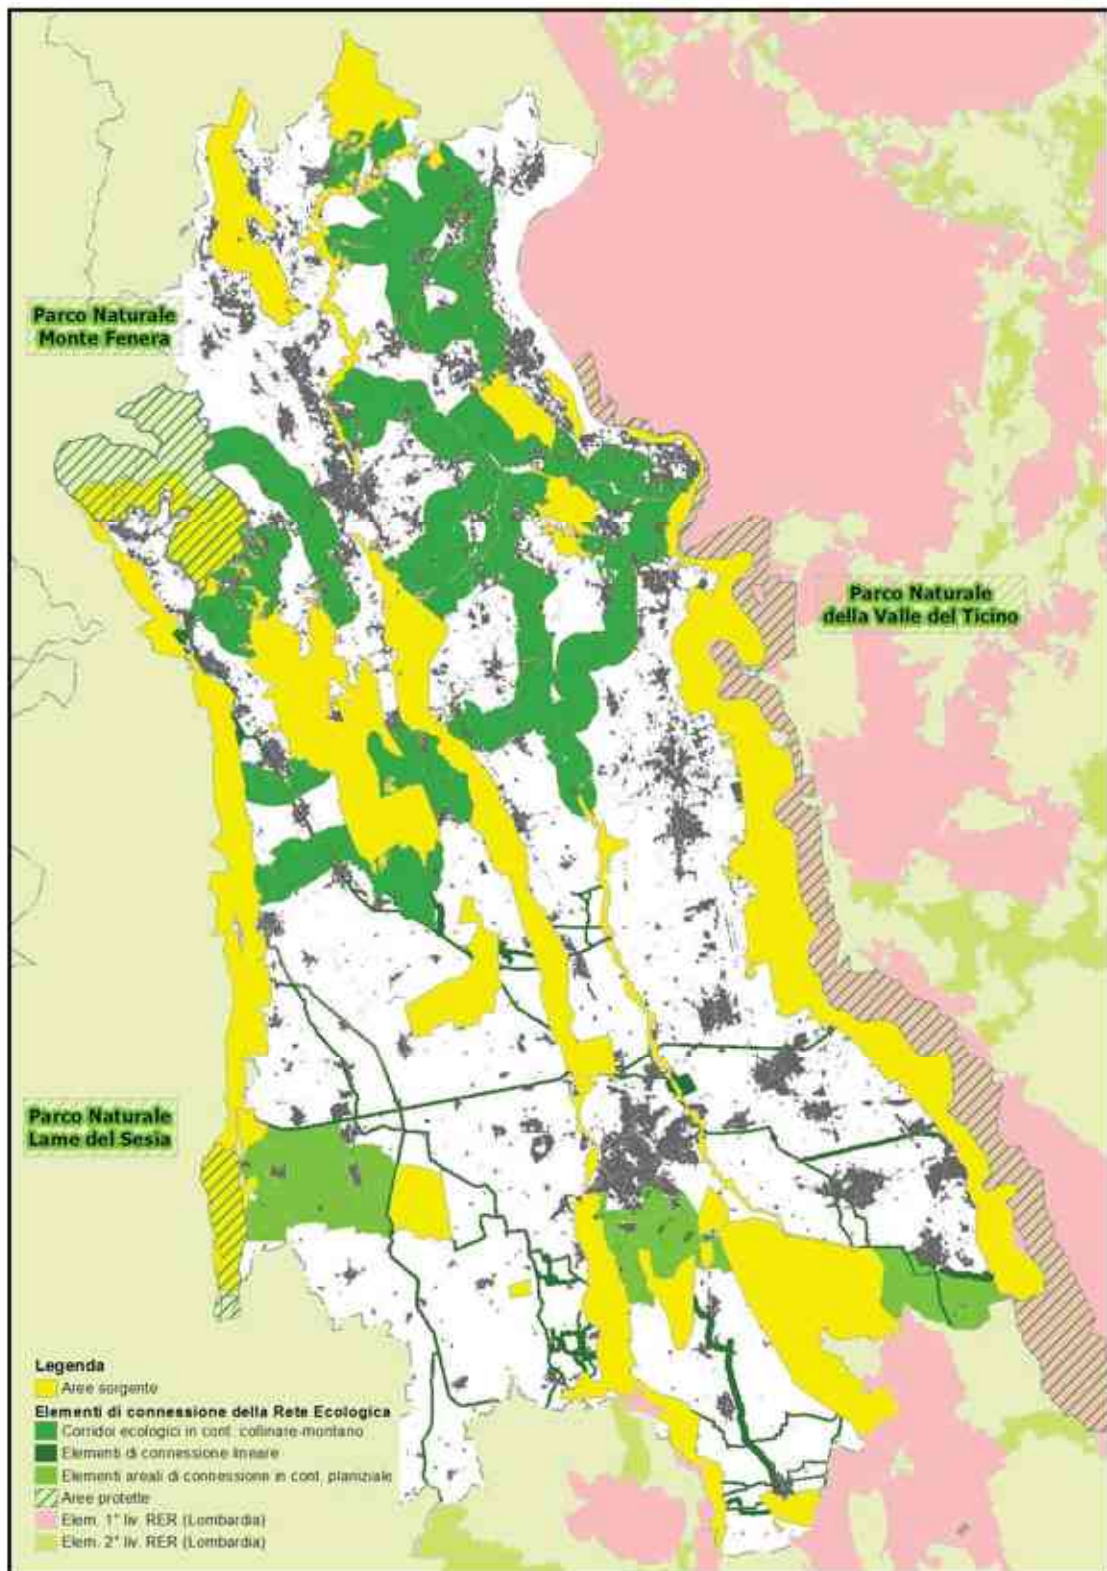 Parco Naturale
Monte Fenera
Parco Naturale
della Valle del Ticino
Parco Naturale
Lame del Sesia
Legenda
Aree sorgente
Elementi di connessione della Rete Ecologica
Corridoi ecologici in cont. collinare-montano
Elementi di connessione lineare
Elementi areali di connessione in cont. planiziale
Aree protette
Elem. 1° liv. RER (Lombardia)
Elem. 2° liv. RER (Lombardia)